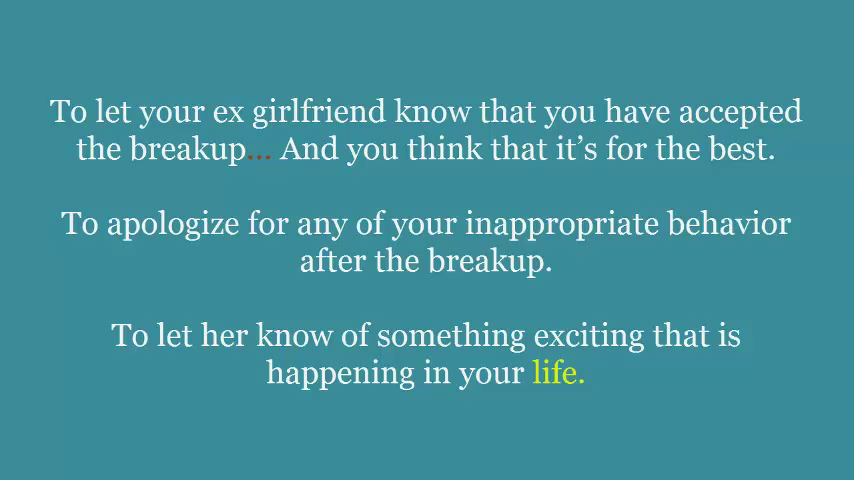 To let your ex girlfriend know that you have accepted
the breakup... And you think that it’s for the best.
To apologize for any of your inappropriate behavior
after the breakup.
To let her know of something exciting that is
happening in your life.